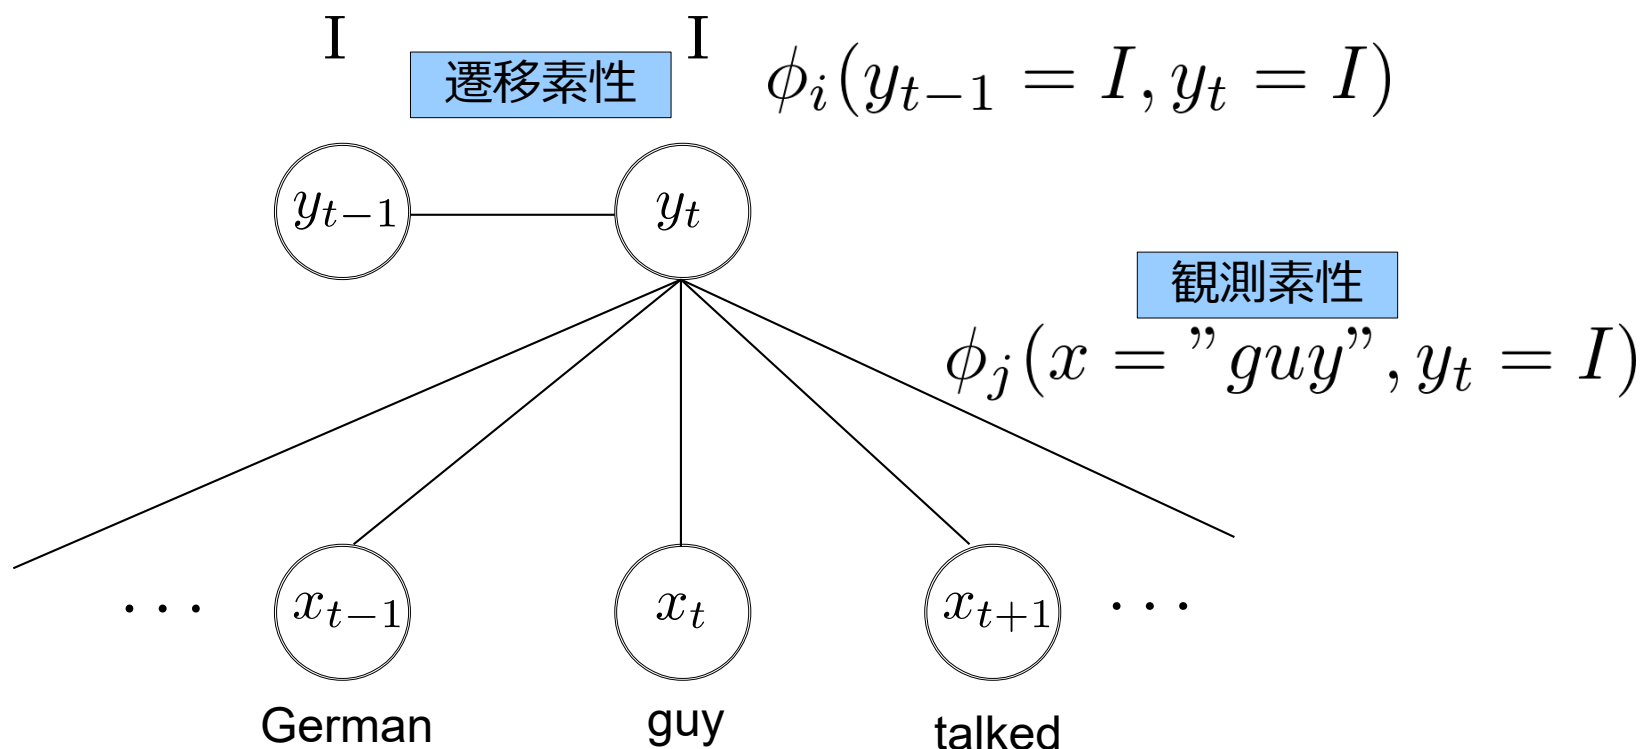 I I
遷移素性 ϕ_i(y_{t−1} = I, y_t = I)
y_{t−1} y_t
観測素性
ϕ_j(x = ”guy”, y_t = I)
··· x_{t−1} x_t x_{t+1} ···
German guy talked